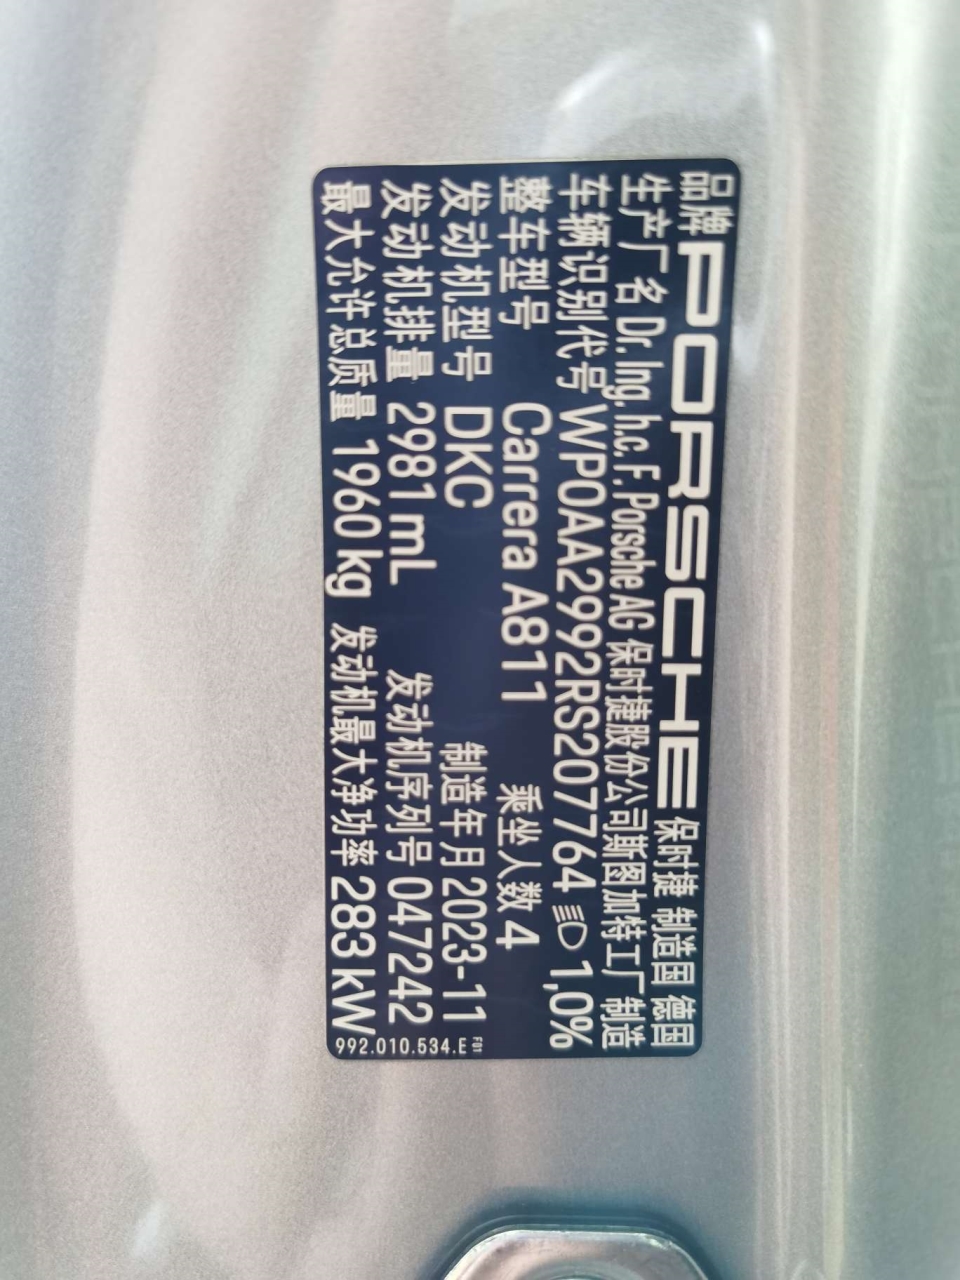 品牌 PORSCHE 保时捷 制造国 德国
生产厂名 Dr. Ing. h.c. F. Porsche AG 保时捷股份公司斯图加特工厂制造
车辆识别代号 WP0AA2992RS207764 1,0%
整车型号 Carrera A811 乘坐人数 4
发动机型号 DKC 制造年月 2023-11
发动机排量 2981 mL 发动机序列号 047242
最大允许总质量 1960 kg 发动机最大净功率 283 kW
992.010.534.E F01